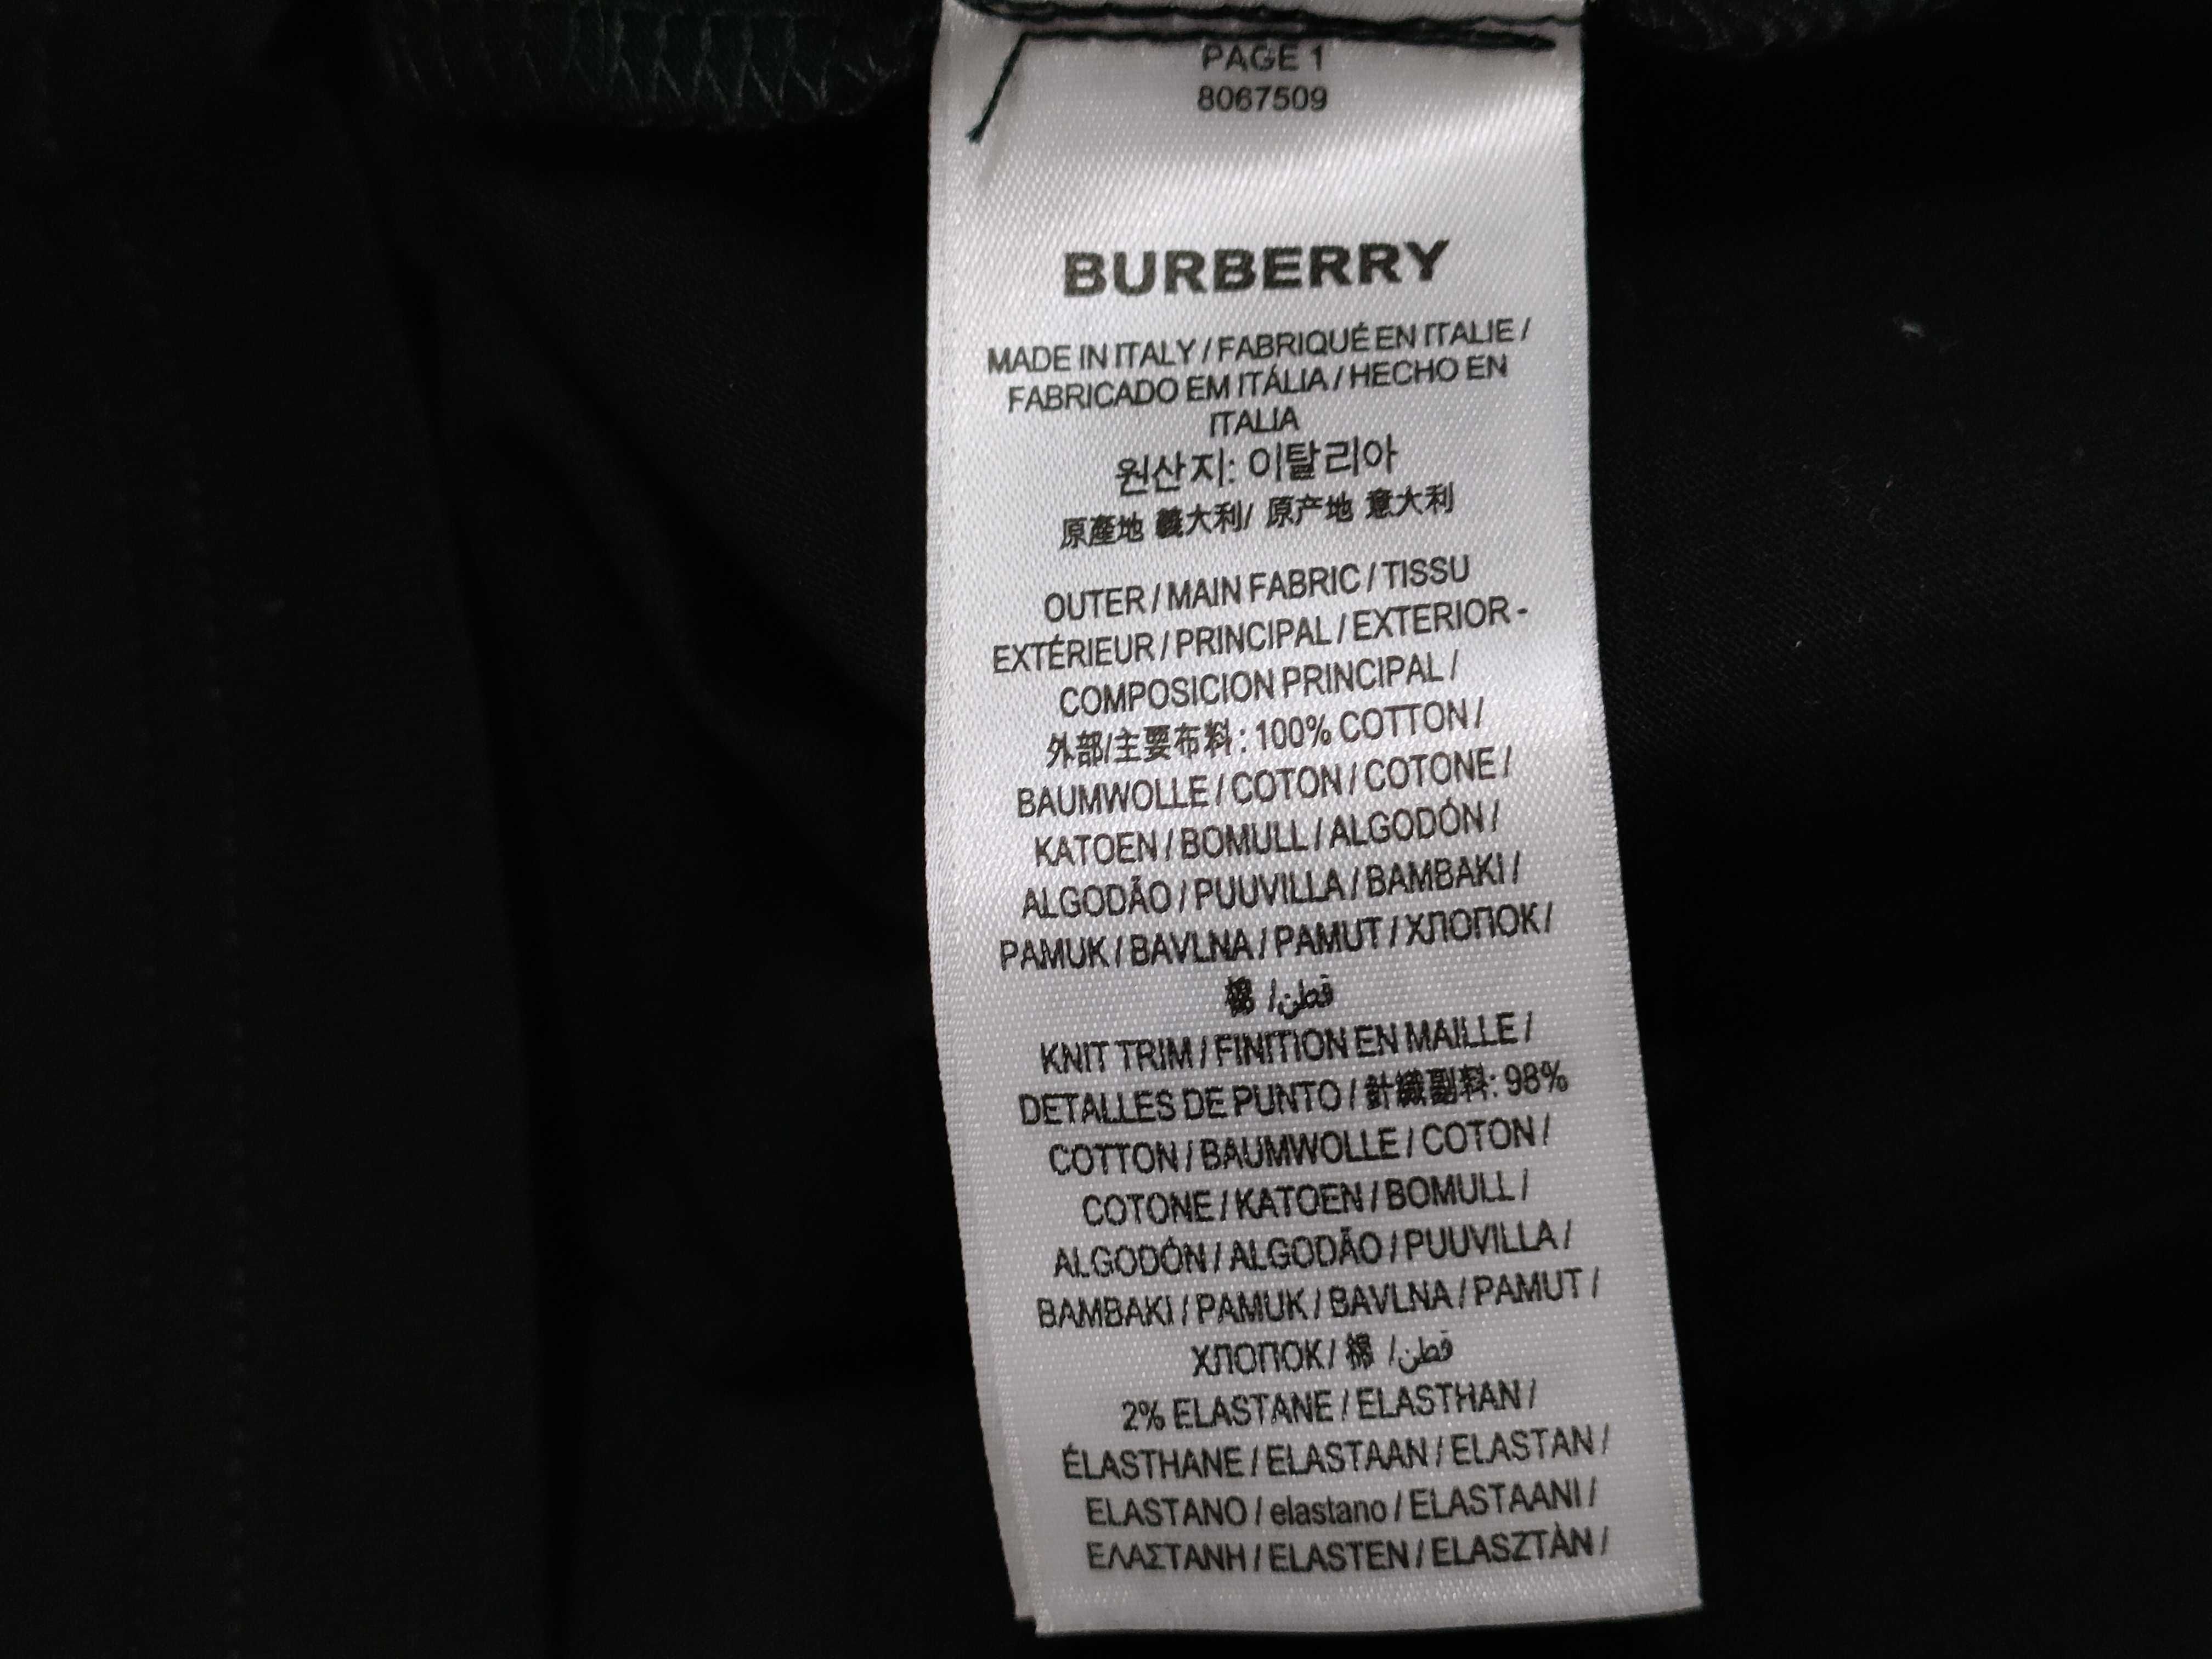 PAGE 1
8067509
BURBERRY
MADE IN ITALY / FABRIQUÉ EN ITALIE /
FABRICADO EM ITÁLIA / HECHO EN
ITALIA
원산지: 이탈리아
原產地 義大利/ 原产地 意大利
OUTER / MAIN FABRIC / TISSU
EXTÉRIEUR / PRINCIPAL / EXTERIOR -
COMPOSICION PRINCIPAL /
外部/主要布料: 100% COTTON /
BAUMWOLLE / COTON / COTONE /
KATOEN / BOMULL / ALGODÓN /
ALGODÃO / PUUVILLA / BAMBAKI /
PAMUK / BAVLNA / PAMUT / ХЛОПОК /
棉 / قطن
KNIT TRIM / FINITION EN MAILLE /
DETALLES DE PUNTO / 針織副料: 98%
COTTON / BAUMWOLLE / COTON /
COTONE / KATOEN / BOMULL /
ALGODÓN / ALGODÃO / PUUVILLA /
BAMBAKI / PAMUK / BAVLNA / PAMUT /
ХЛОПОК / 棉 / قطن
2% ELASTANE / ELASTHAN /
ÉLASTHANE / ELASTAAN / ELASTAN /
ELASTANO / elastano / ELASTAANI /
ΕΛΑΣΤΑΝΗ / ELASTEN / ELASZTÀN /